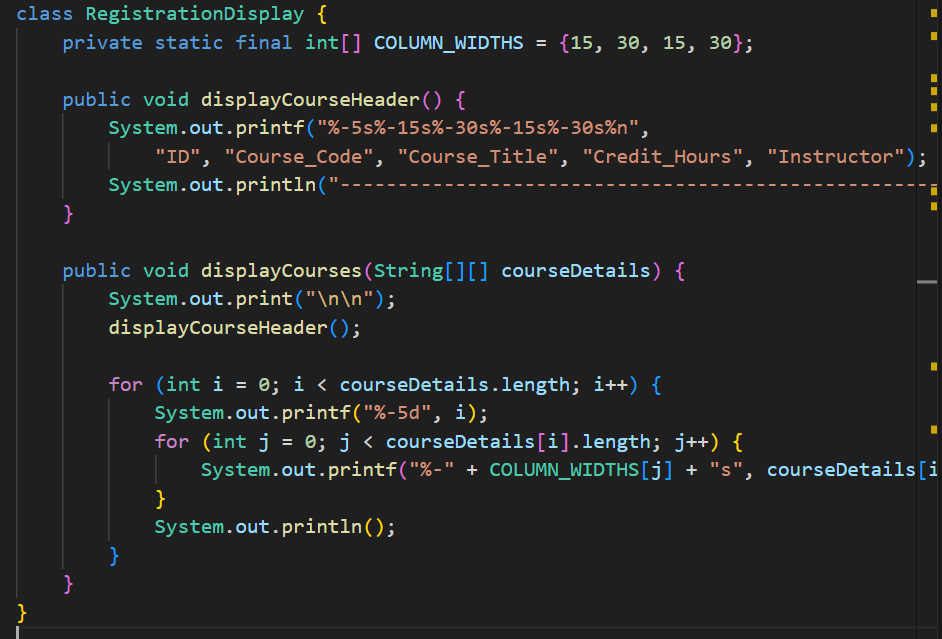 class RegistrationDisplay {
    private static final int[] COLUMN_WIDTHS = {15, 30, 15, 30};

    public void displayCourseHeader() {
        System.out.printf("%-5s%-15s%-30s%-15s%-30s%n",
            "ID", "Course_Code", "Course_Title", "Credit_Hours", "Instructor");
        System.out.println("----------------------------------------------------
    }

    public void displayCourses(String[][] courseDetails) {
        System.out.print("\n\n");
        displayCourseHeader();

        for (int i = 0; i < courseDetails.length; i++) {
            System.out.printf("%-5d", i);
            for (int j = 0; j < courseDetails[i].length; j++) {
                System.out.printf("%-" + COLUMN_WIDTHS[j] + "s", courseDetails[i
            }
            System.out.println();
        }
    }
}